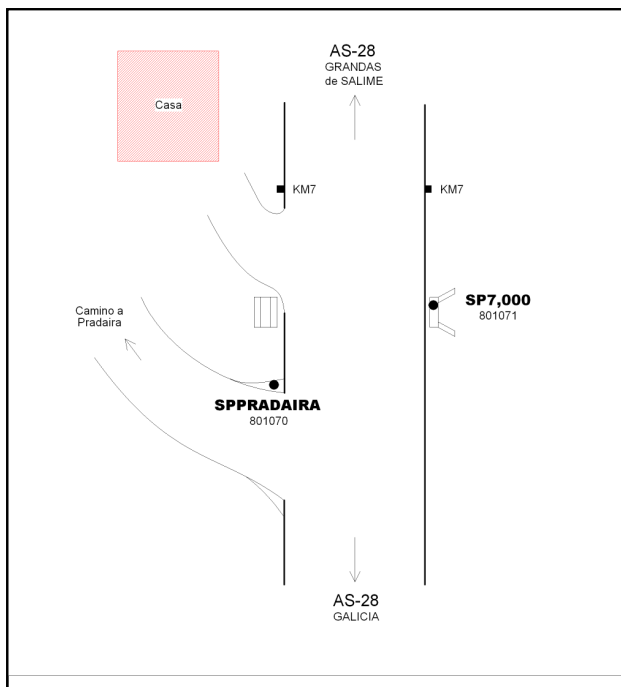 AS-28
GRANDAS
de SALIME
Casa
KM7
KM7
SP7,000
801071
Camino a
Pradaira
SPPRADAIRA
801070
AS-28
GALICIA